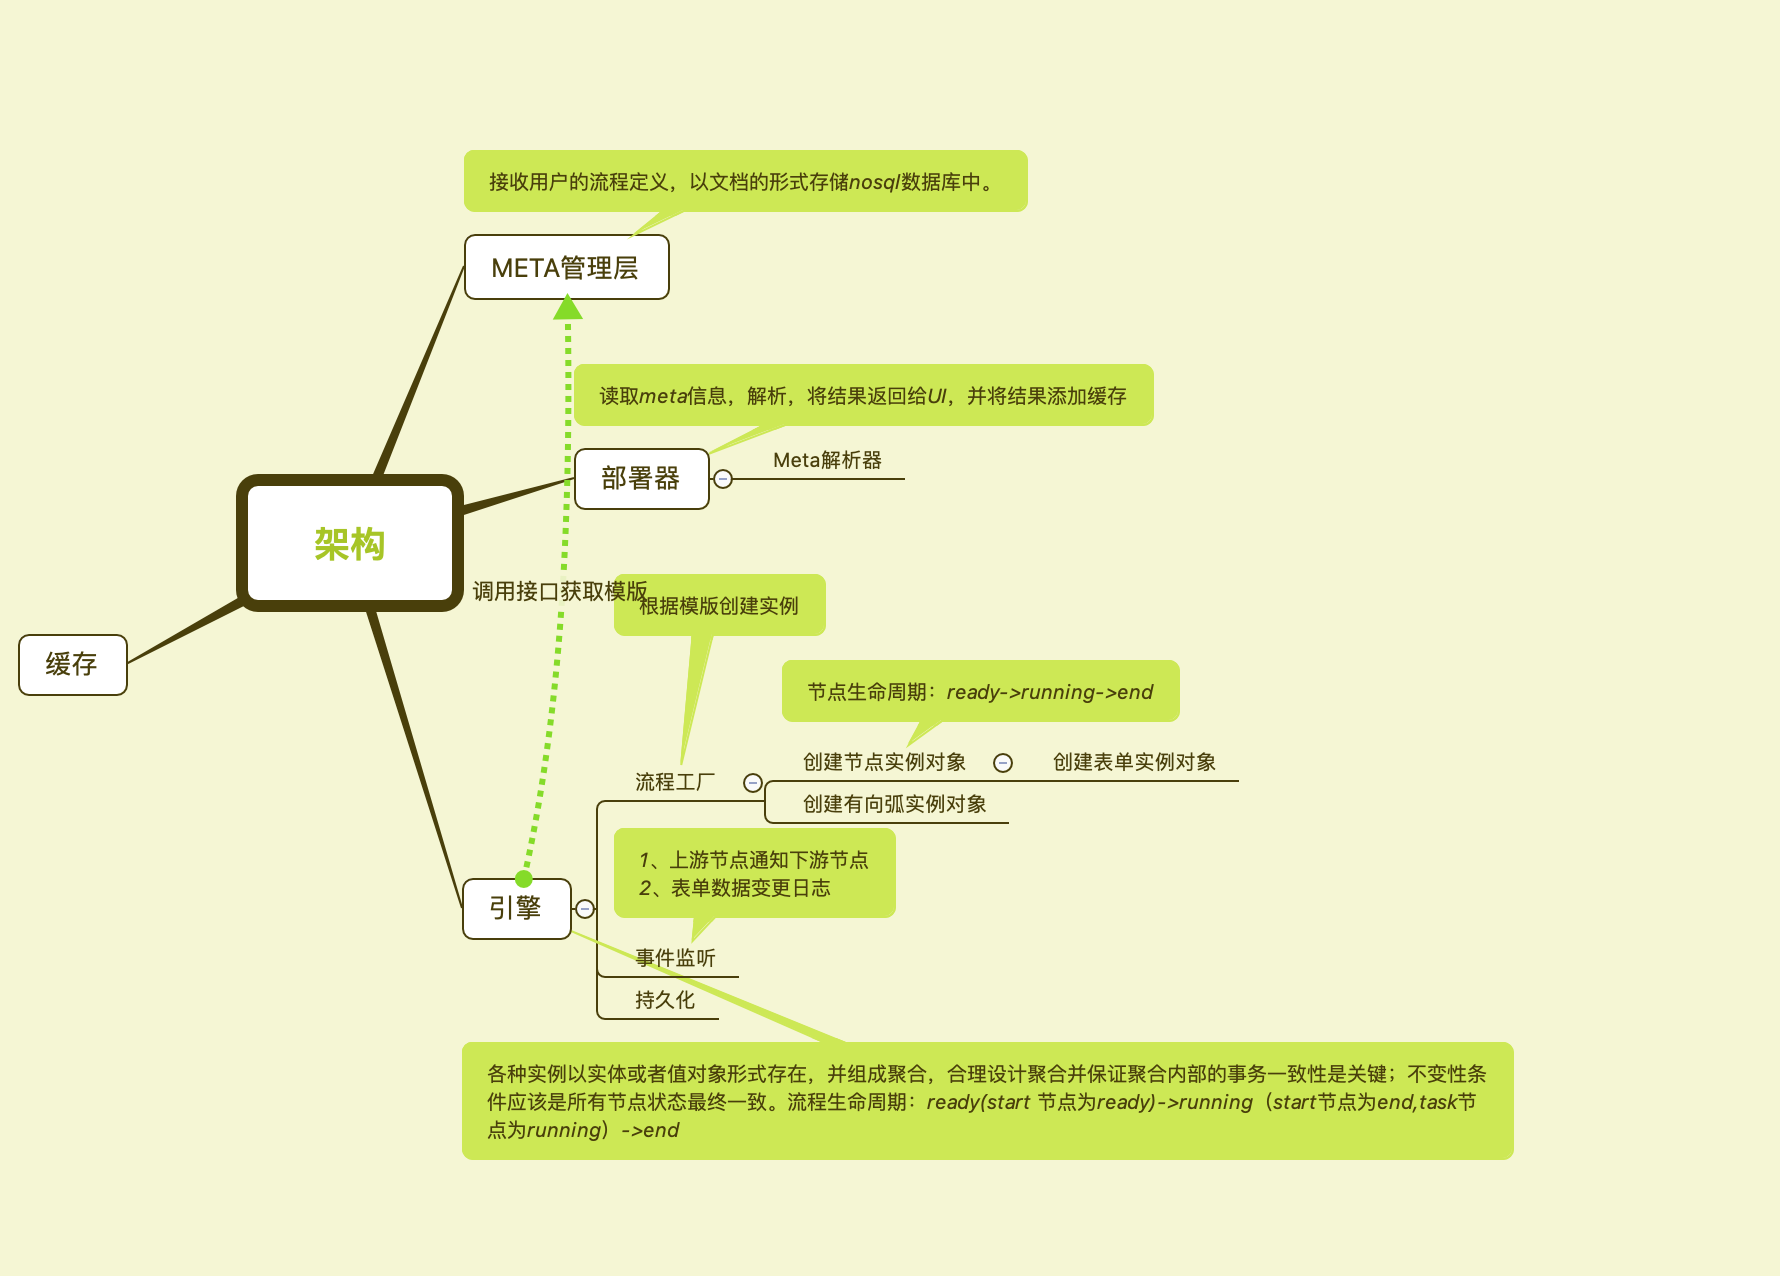 接收用户的流程定义，以文档的形式存储nosql数据库中。
META管理层
读取meta信息，解析，将结果返回给UI，并将结果添加缓存
Meta解析器
部署器
架构
调用接口获取模版
根据模版创建实例
缓存
节点生命周期：ready->running->end
创建节点实例对象
创建表单实例对象
流程工厂
创建有向弧实例对象
1、上游节点通知下游节点
2、表单数据变更日志
引擎
事件监听
持久化
各种实例以实体或者值对象形式存在，并组成聚合，合理设计聚合并保证聚合内部的事务一致性是关键；不变性条
件应该是所有节点状态最终一致。流程生命周期：ready(start 节点为ready)->running（start节点为end,task节
点为running）->end